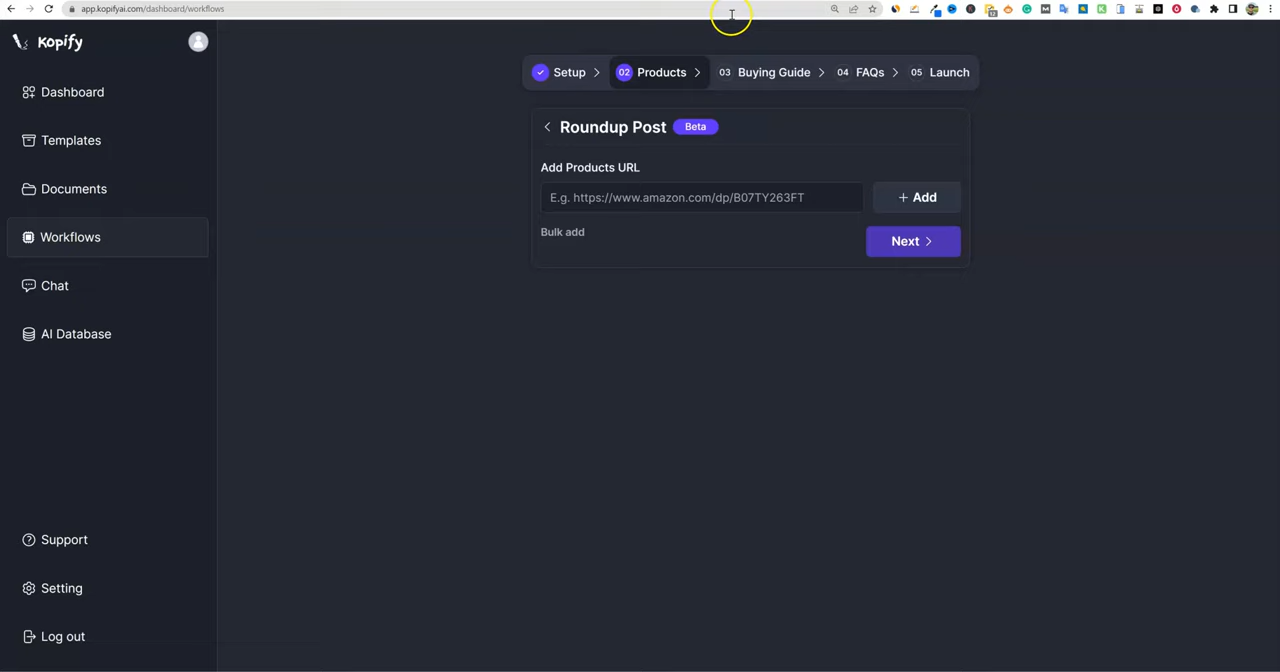 app.kopifyai.com/dashboard/workflows
Kopify
Dashboard
Templates
Documents
Workflows
Chat
AI Database
Support
Setting
Log out
Setup
02 Products
03 Buying Guide
04 FAQs
05 Launch
Roundup Post Beta
Add Products URL
E.g. https://www.amazon.com/dp/B07TY263FT
+ Add
Bulk add
Next